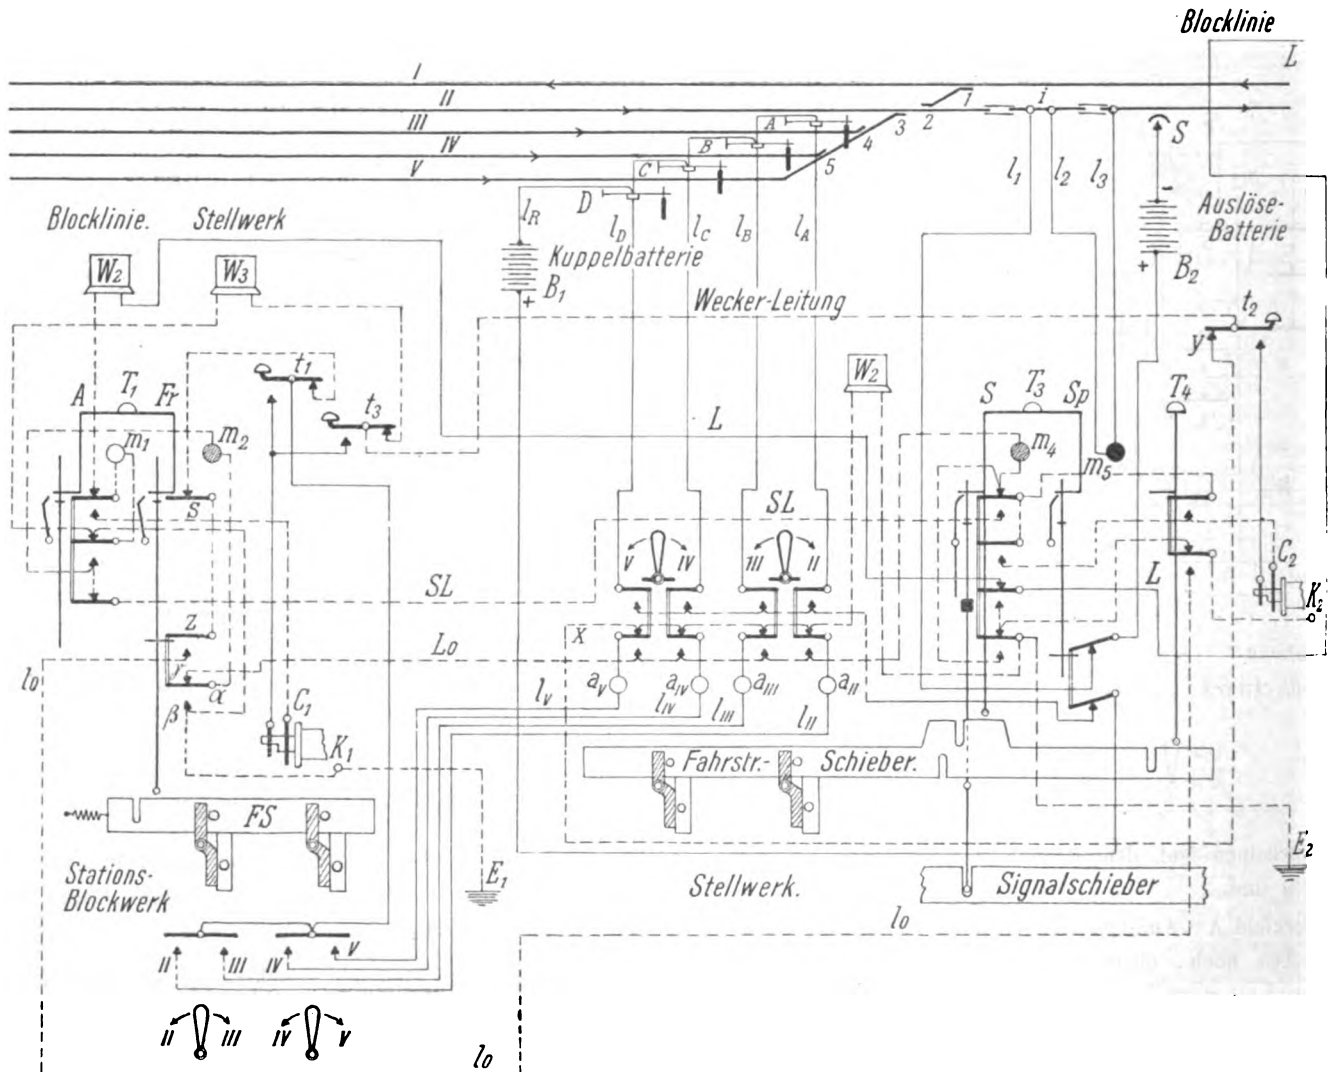 Blocklinie
I
L
II
1
i
III
A
3
2
S
IV
B
4
l1
l2
l3
V
C
5
D
lR
lD
lC
lB
lA
Blocklinie. Stellwerk
Auslöse-
Batterie
Kuppelbatterie
W2
W3
B1
B2
Wecker-Leitung
t2
y
t1
W2
A
T1
Fr
t3
S
T3
Sp
T4
L
m1
m2
m4
m5
s
SL
V
IV
III
II
C2
SL
L
K2
z
x
Lo
lo
γ
α
aV
aIV
aIII
aII
β
C1
lV
lIV
lIII
lII
K1
Fahrstr.-
Schieber.
FS
E1
E2
Stations-
Blockwerk
Stellwerk.
Signalschieber
lo
II
III
IV
V
II
III
IV
V
lo